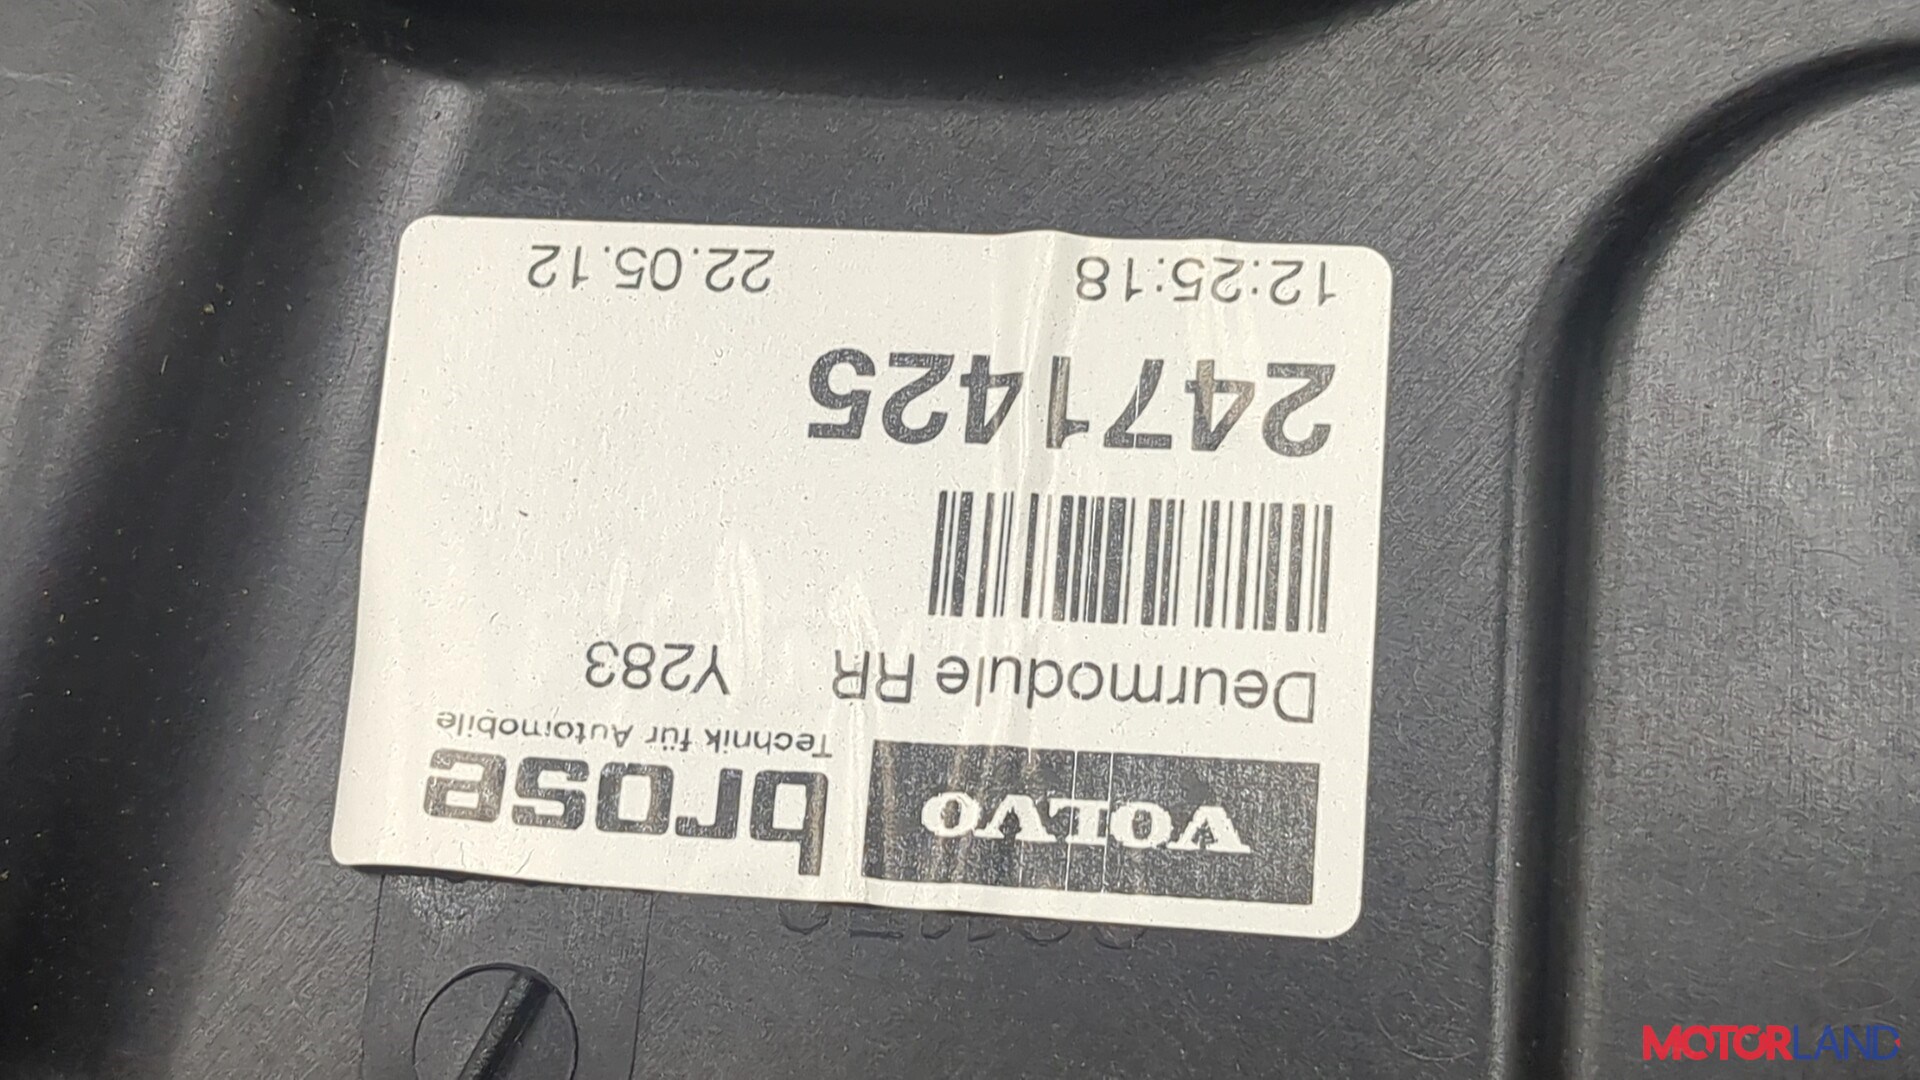 VOLVO
brose
Technik für Automobile
Deurmodule RR Y283
2471425
12:25:18 22.05.12
MOTORLAND